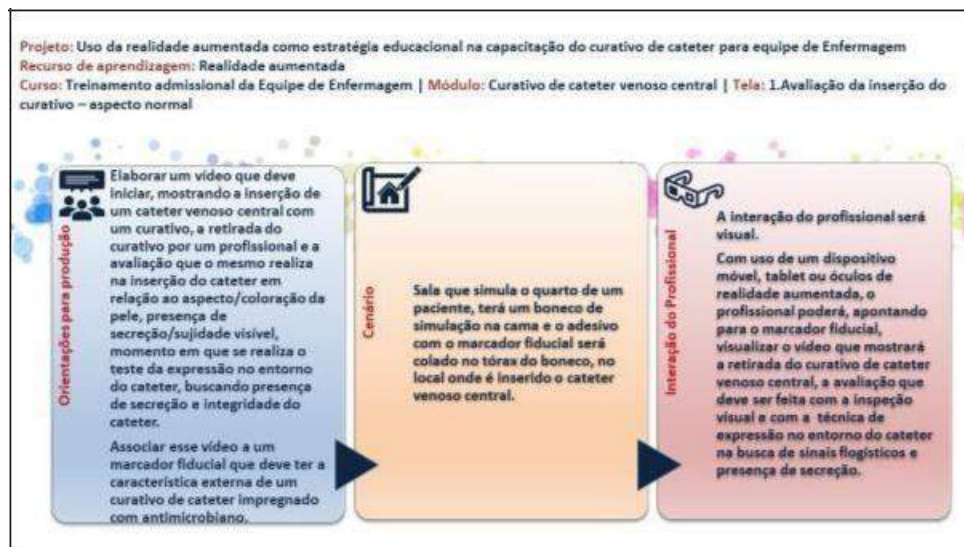 Projeto: Uso da realidade aumentada como estratégia educacional na capacitação do curativo de cateter para equipe de Enfermagem
Recurso de aprendizagem: Realidade aumentada
Curso: Treinamento admissional da Equipe de Enfermagem | Módulo: Curativo de cateter venoso central | Tela: 1.Avaliação da inserção do
curativo – aspecto normal
Orientações para produção
Elaborar um vídeo que deve
iniciar, mostrando a inserção de
um cateter venoso central com
um curativo, a retirada do
curativo por um profissional e a
avaliação que o mesmo realiza
na inserção do cateter em
relação ao aspecto/coloração da
pele, presença de
secreção/sujidade visível,
momento em que se realiza o
teste da expressão no entorno
do cateter, buscando presença
de secreção e integridade do
cateter.
Associar esse vídeo a um
marcador fiducial que deve ter a
característica externa de um
curativo de cateter impregnado
com antimicrobiano.
Cenário
Sala que simula o quarto de um
paciente, terá um boneco de
simulação na cama e o adesivo
com o marcador fiducial será
colado no tórax do boneco, no
local onde é inserido o cateter
venoso central.
Interação do Profissional
A interação do profissional será
visual.
Com uso de um dispositivo
móvel, tablet ou óculos de
realidade aumentada, o
profissional poderá, apontando
para o marcador fiducial,
visualizar o vídeo que mostrará
a retirada do curativo de cateter
venoso central, a avaliação que
deve ser feita com a inspeção
visual e com a técnica de
expressão no entorno do cateter
na busca de sinais flogísticos e
presença de secreção.